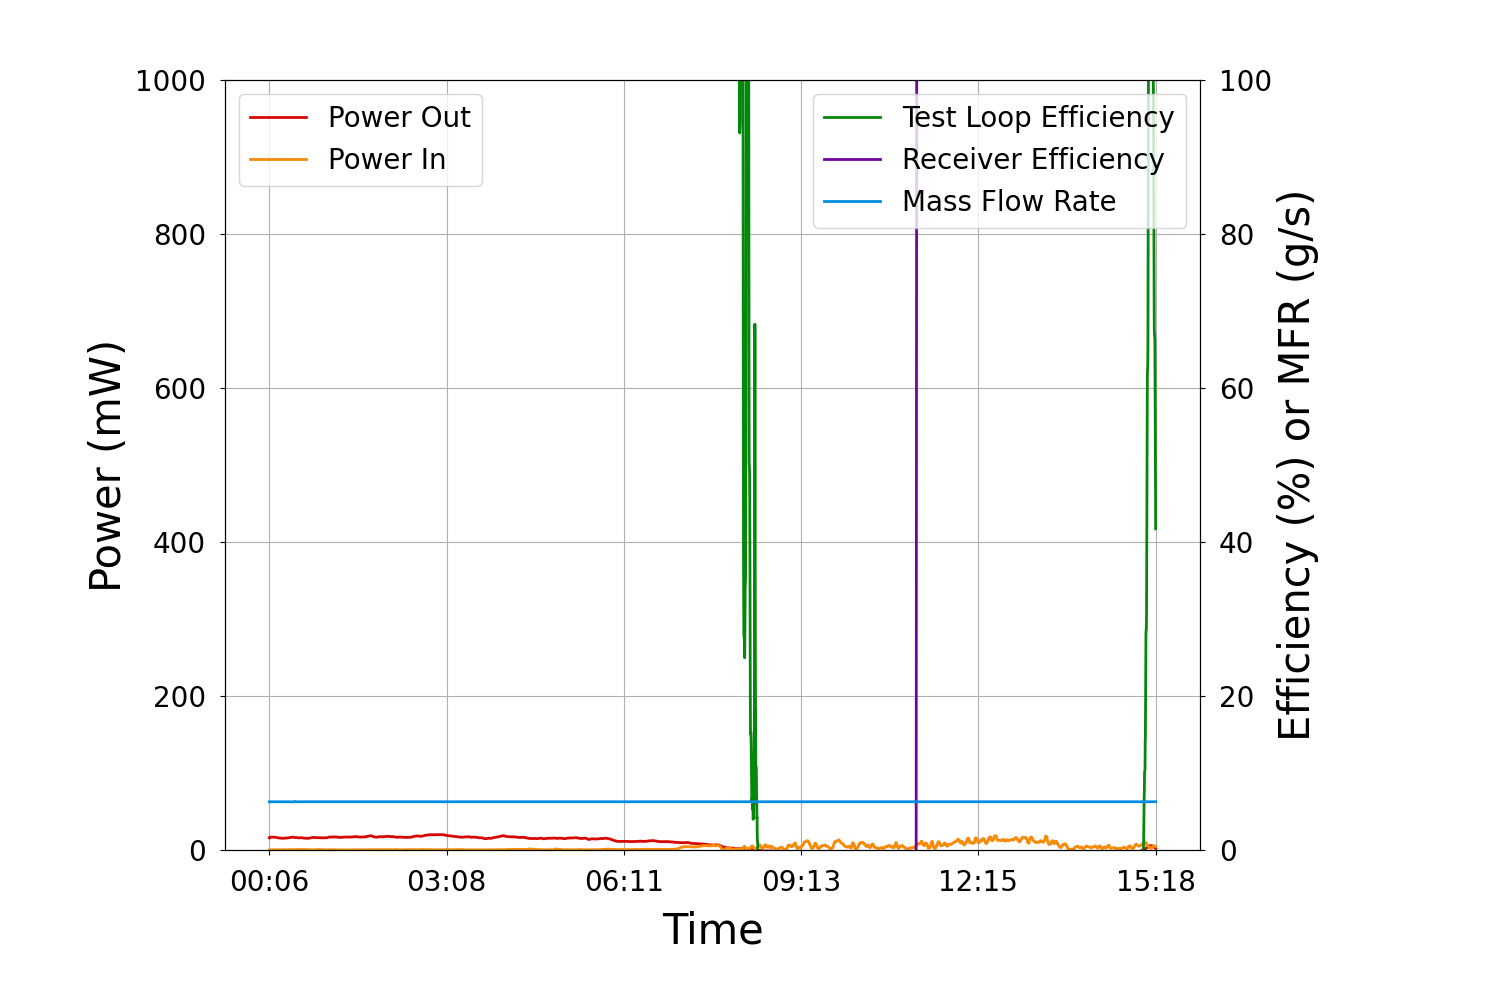 Power Out
Power In
Test Loop Efficiency
Receiver Efficiency
Mass Flow Rate
1000
800
600
400
200
0
Power (mW)
100
80
60
40
20
0
Efficiency (%) or MFR (g/s)
00:06
03:08
06:11
09:13
12:15
15:18
Time